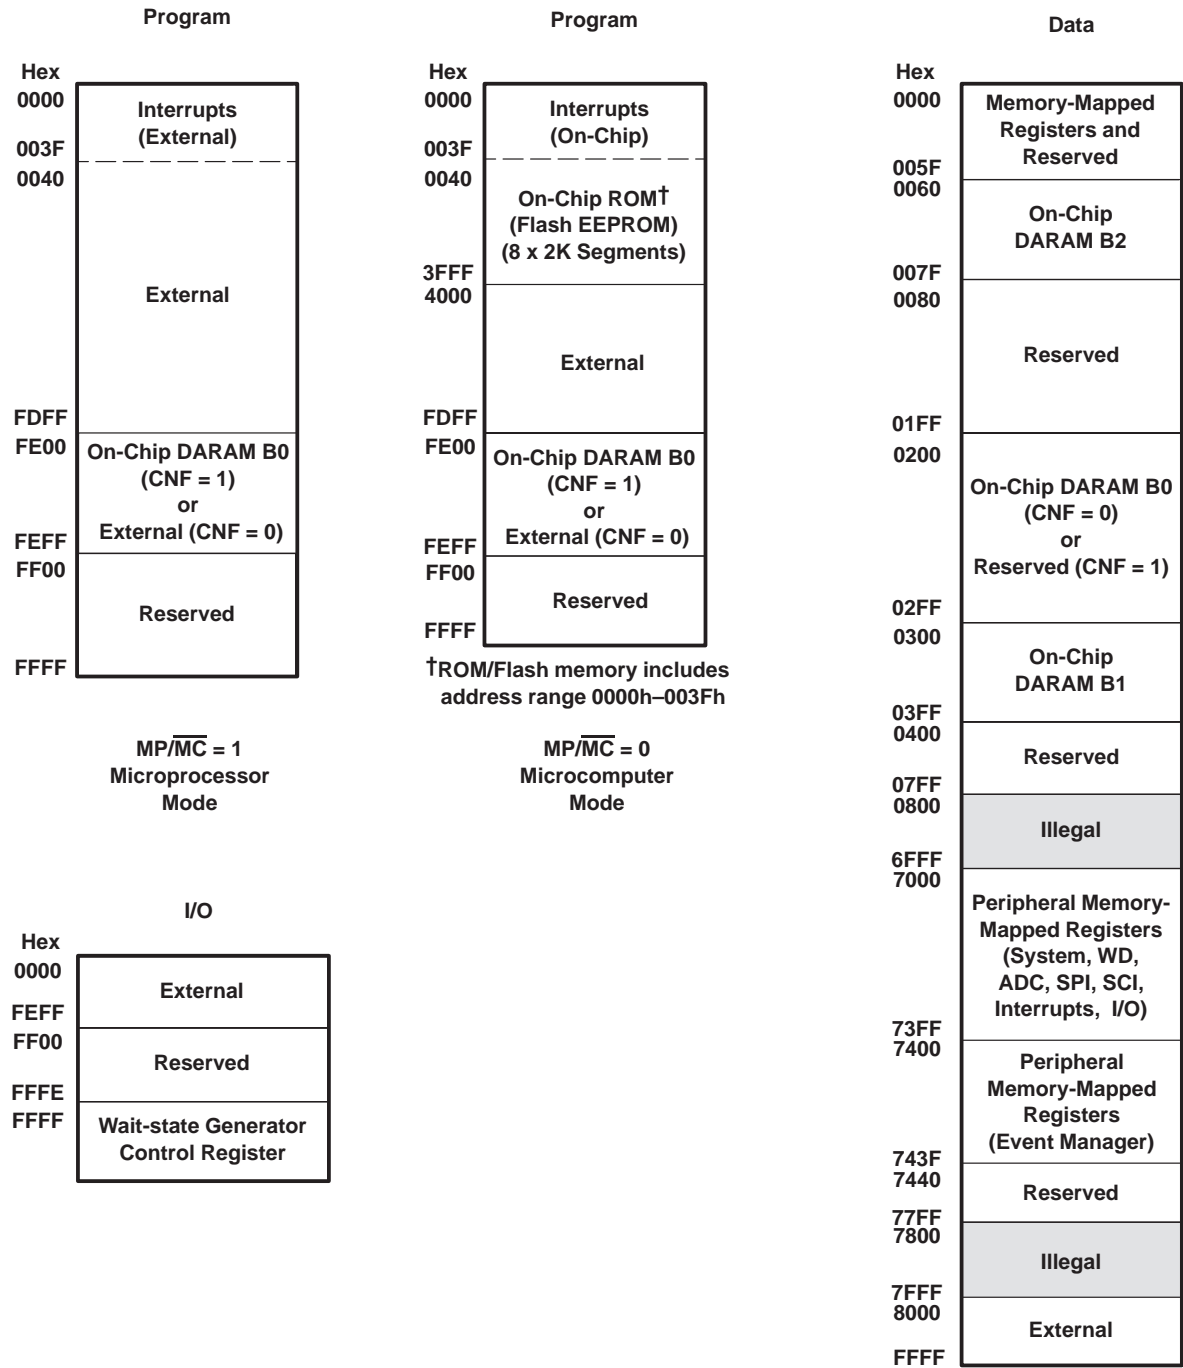 Program
Hex
0000
Interrupts
(External)
003F
0040
External
FDFF
FE00
On-Chip DARAM B0
(CNF = 1)
or
External (CNF = 0)
FEFF
FF00
Reserved
FFFF
MP/M̅C̅ = 1
Microprocessor
Mode
Program
Hex
0000
Interrupts
(On-Chip)
003F
0040
On-Chip ROM†
(Flash EEPROM)
(8 x 2K Segments)
3FFF
4000
External
FDFF
FE00
On-Chip DARAM B0
(CNF = 1)
or
External (CNF = 0)
FEFF
FF00
Reserved
FFFF
†ROM/Flash memory includes
address range 0000h–003Fh
MP/M̅C̅ = 0
Microcomputer
Mode
I/O
Hex
0000
External
FEFF
FF00
Reserved
FFFE
FFFF
Wait-state Generator
Control Register
Data
Hex
0000
Memory-Mapped
Registers and
Reserved
005F
0060
On-Chip
DARAM B2
007F
0080
Reserved
01FF
0200
On-Chip DARAM B0
(CNF = 0)
or
Reserved (CNF = 1)
02FF
0300
On-Chip
DARAM B1
03FF
0400
Reserved
07FF
0800
Illegal
6FFF
7000
Peripheral Memory-
Mapped Registers
(System, WD,
ADC, SPI, SCI,
Interrupts, I/O)
73FF
7400
Peripheral
Memory-Mapped
Registers
(Event Manager)
743F
7440
Reserved
77FF
7800
Illegal
7FFF
8000
External
FFFF